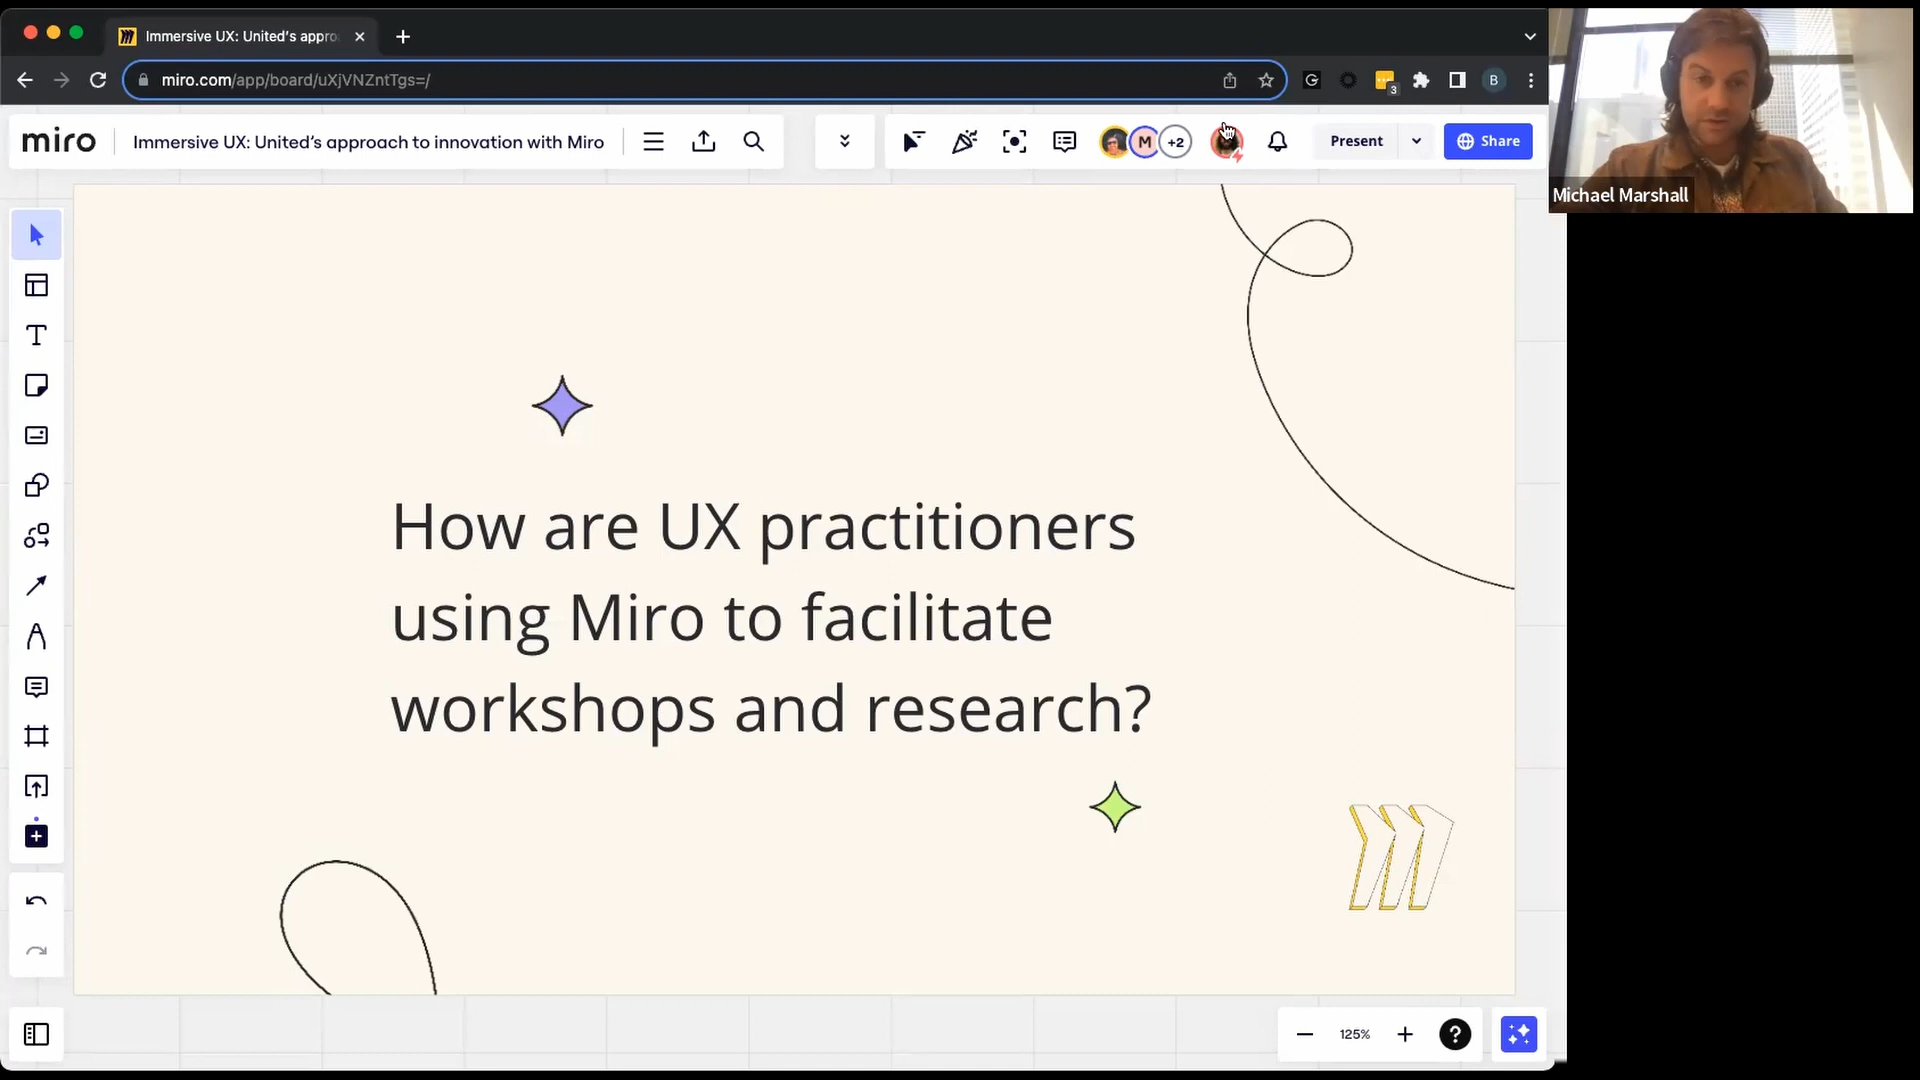 Immersive UX: United's appro
miro.com/app/board/uXjVNZntTgs=/
3
B
miro
Immersive UX: United's approach to innovation with Miro
M
+2
Present
Share
Michael Marshall
How are UX practitioners
using Miro to facilitate
workshops and research?
125%